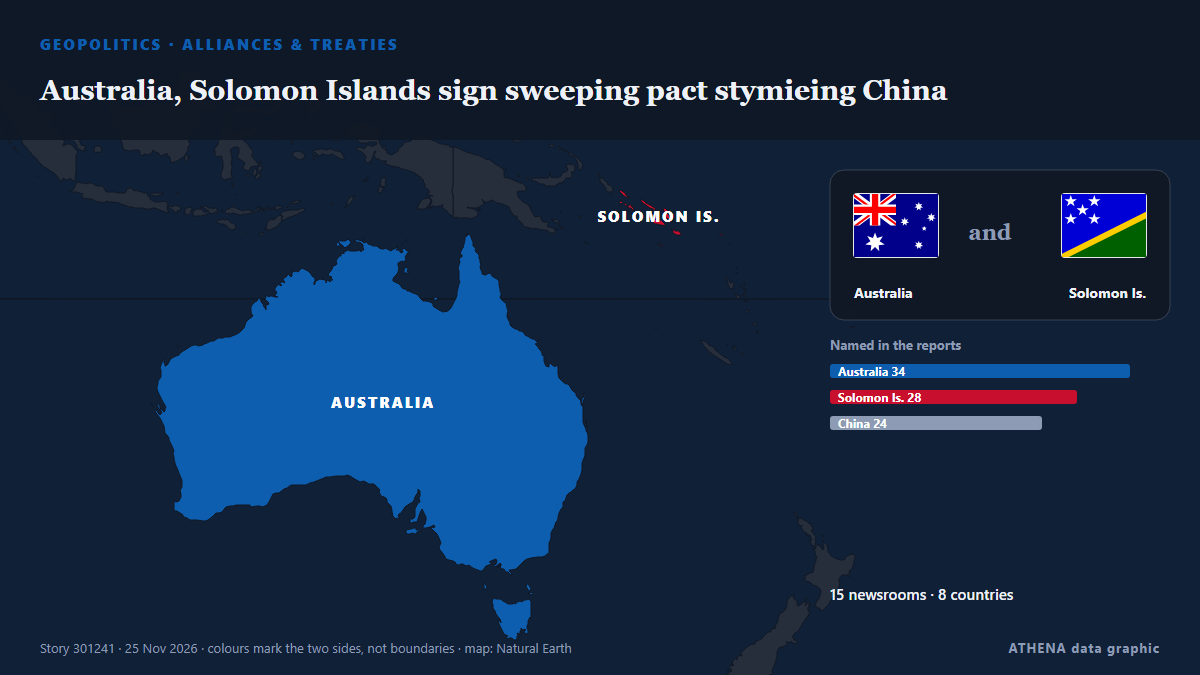 GEOPOLITICS · ALLIANCES & TREATIES
Australia, Solomon Islands sign sweeping pact stymieing China
SOLOMON IS.
AUSTRALIA
and
Australia
Solomon Is.
Named in the reports
Australia 34
Solomon Is. 28
China 24
15 newsrooms · 8 countries
Story 301241 · 25 Nov 2026 · colours mark the two sides, not boundaries · map: Natural Earth
ATHENA data graphic